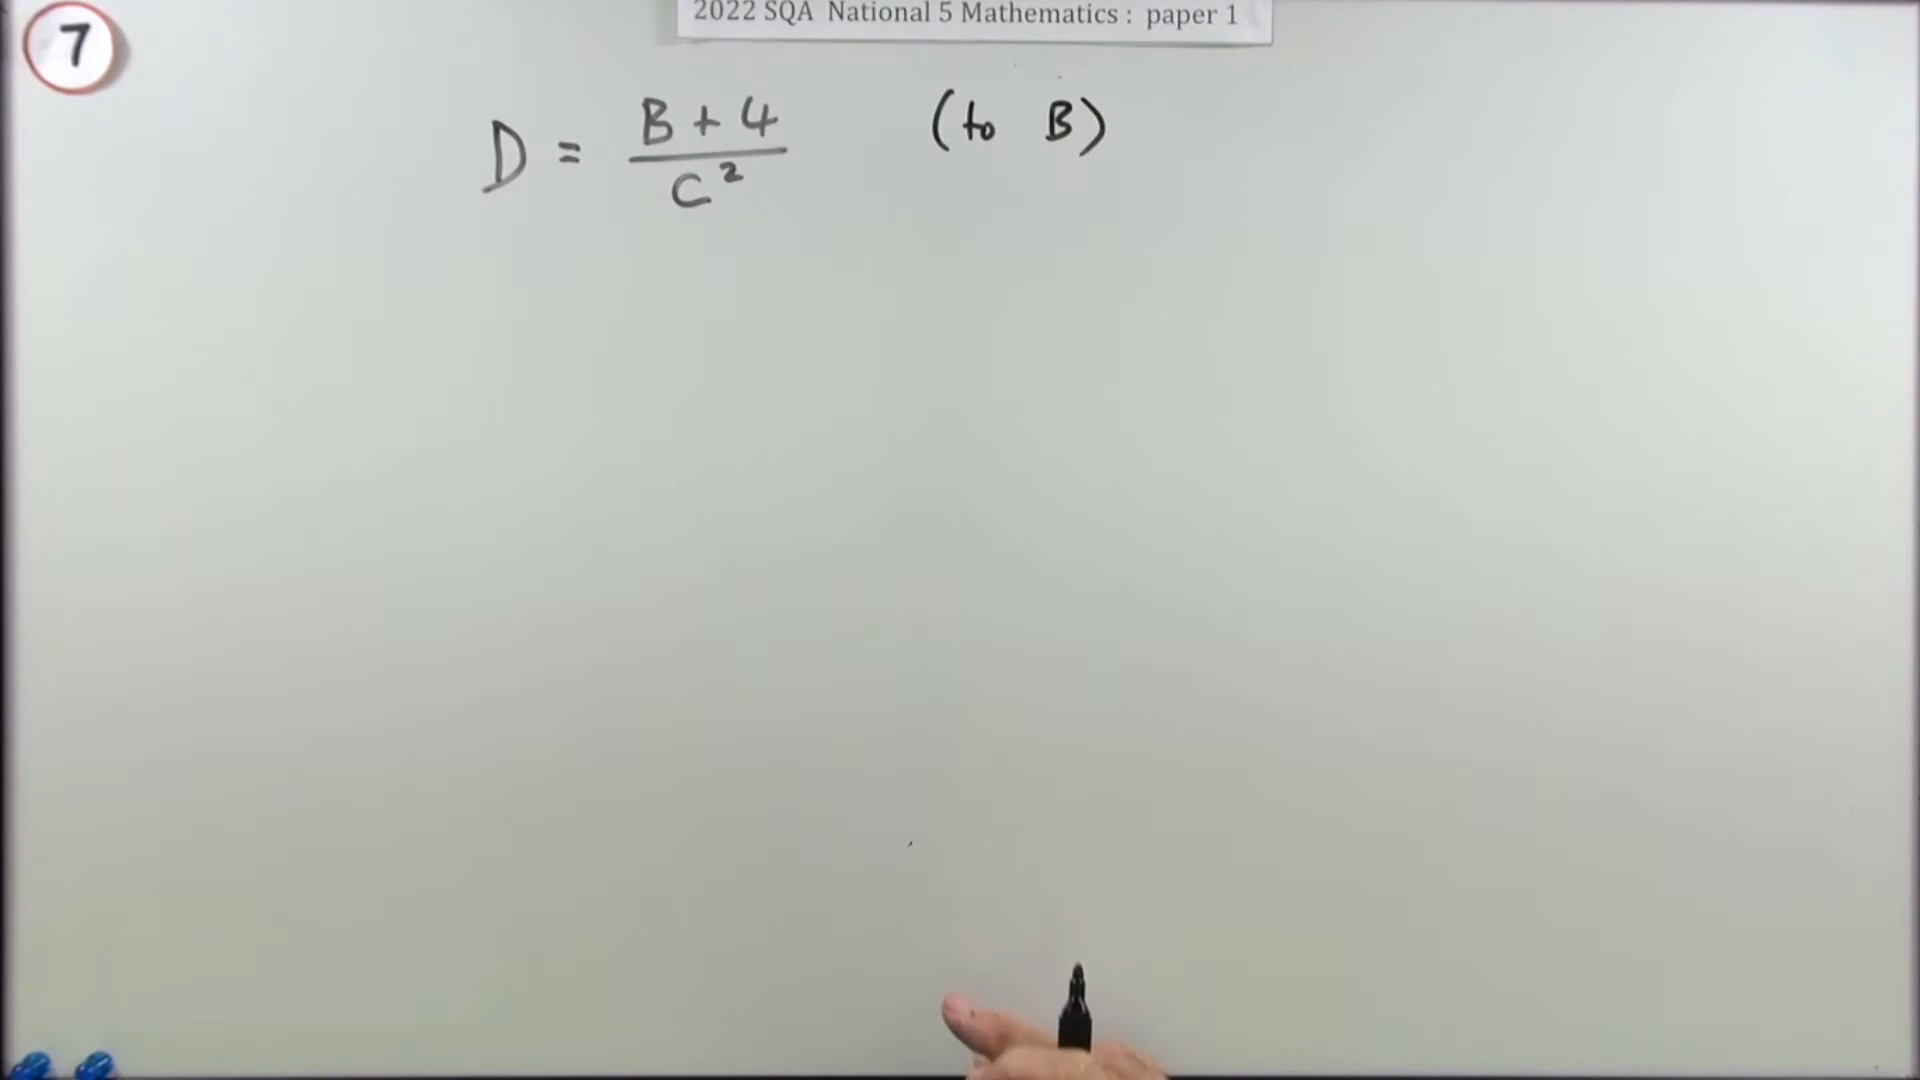 7
2022 SQA National 5 Mathematics : paper 1
D = (B + 4) / C² (to B)